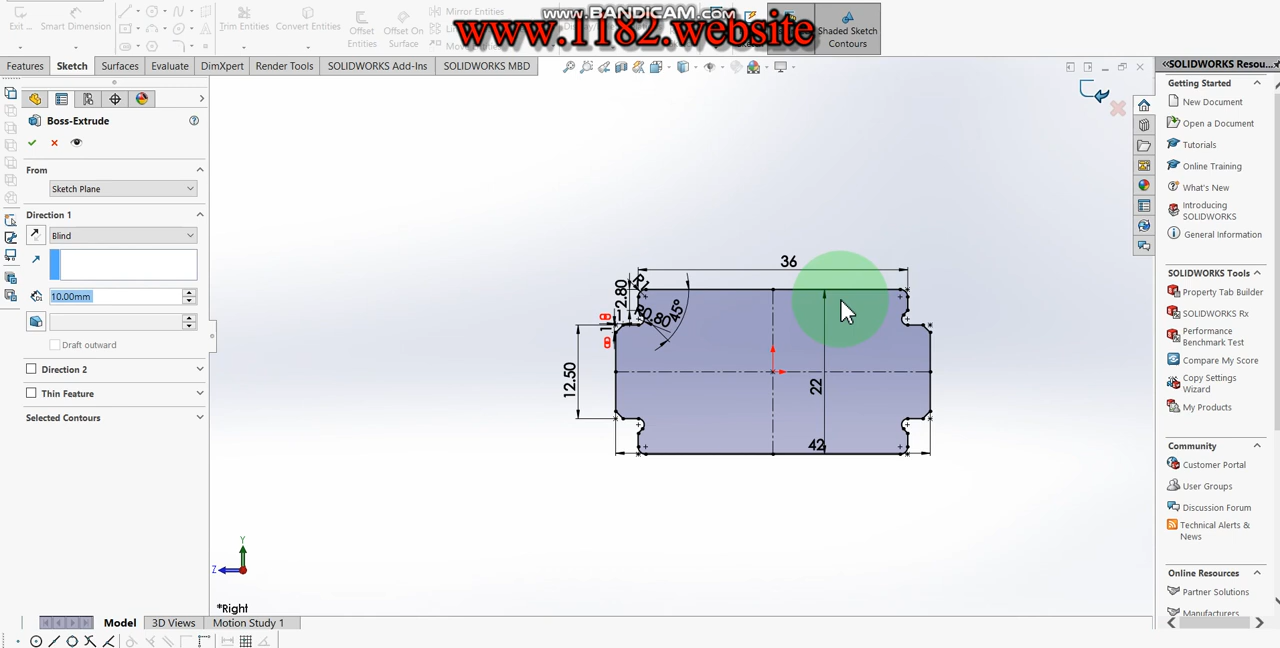 www.BANDICAM.COM
www.1182.website
Exit...
Smart Dimension
Trim Entities
Convert Entities
Offset Entities
Offset On Surface
Mirror Entities
Shaded Sketch Contours
Features
Sketch
Surfaces
Evaluate
DimXpert
Render Tools
SOLIDWORKS Add-Ins
SOLIDWORKS MBD
Boss-Extrude
From
Sketch Plane
Direction 1
Blind
10.00mm
Draft outward
Direction 2
Thin Feature
Selected Contours
36
2.80
R0.80
45°
1
12.50
22
42
Y
Z
*Right
Model
3D Views
Motion Study 1
SOLIDWORKS Resou...
Getting Started
New Document
Open a Document
Tutorials
Online Training
What's New
Introducing SOLIDWORKS
General Information
SOLIDWORKS Tools
Property Tab Builder
SOLIDWORKS Rx
Performance Benchmark Test
Compare My Score
Copy Settings Wizard
My Products
Community
Customer Portal
User Groups
Discussion Forum
Technical Alerts & News
Online Resources
Partner Solutions
Manufacturers